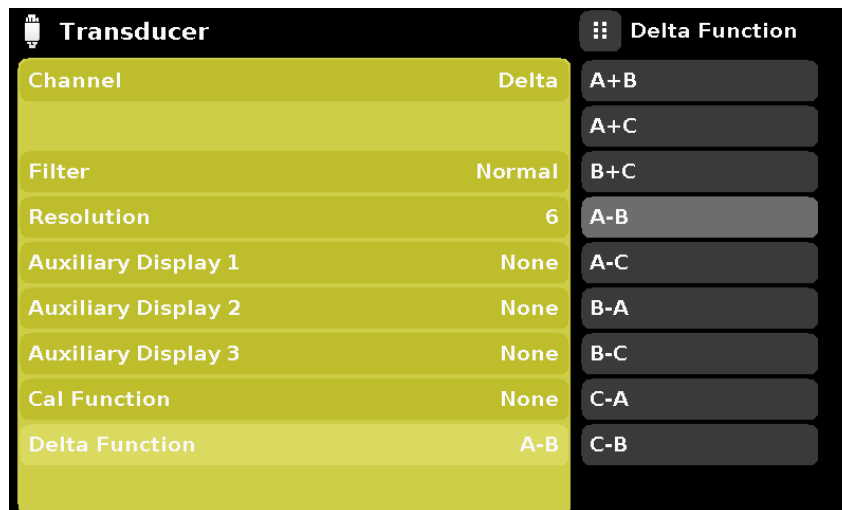 Transducer
Channel Delta
Filter Normal
Resolution 6
Auxiliary Display 1 None
Auxiliary Display 2 None
Auxiliary Display 3 None
Cal Function None
Delta Function A-B
Delta Function
A+B
A+C
B+C
A-B
A-C
B-A
B-C
C-A
C-B